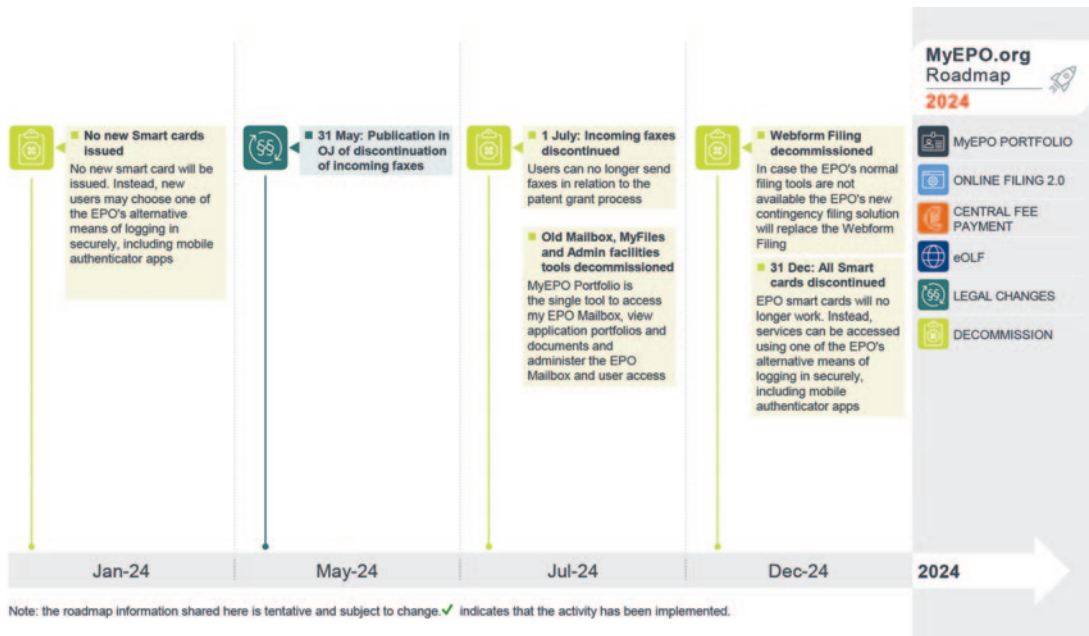 No new Smart cards
issued
No new smart card will be
issued. Instead, new
users may choose one of
the EPO's alternative
means of logging in
securely, including mobile
authenticator apps
31 May: Publication in
OJ of discontinuation
of incoming faxes
1 July: Incoming faxes
discontinued
Users can no longer send
faxes in relation to the
patent grant process
Old Mailbox, MyFiles
and Admin facilities
tools decommissioned
MyEPO Portfolio is
the single tool to access
my EPO Mailbox, view
application portfolios and
documents and
administer the EPO
Mailbox and user access
Webform Filing
decommissioned
In case the EPO's normal
filing tools are not
available the EPO's new
contingency filing solution
will replace the Webform
Filing
31 Dec: All Smart
cards discontinued
EPO smart cards will no
longer work. Instead,
services can be accessed
using one of the EPO's
alternative means of
logging in securely,
including mobile
authenticator apps
MyEPO.org
Roadmap
2024
MyEPO PORTFOLIO
ONLINE FILING 2.0
CENTRAL FEE
PAYMENT
eOLF
§§ LEGAL CHANGES
DECOMMISSION
§§
Jan-24
May-24
Jul-24
Dec-24
2024
Note: the roadmap information shared here is tentative and subject to change.✓ indicates that the activity has been implemented.